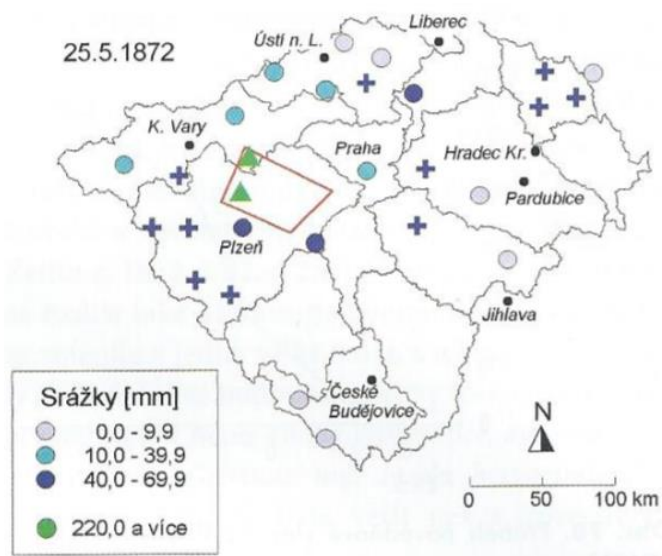 25.5.1872
Liberec
Ústí n. L.
K. Vary
Praha
Hradec Kr.
Pardubice
Plzeň
Jihlava
České
Budějovice
Srážky [mm]
0,0 - 9,9
10,0 - 39,9
40,0 - 69,9
220,0 a více
N
0 50 100 km